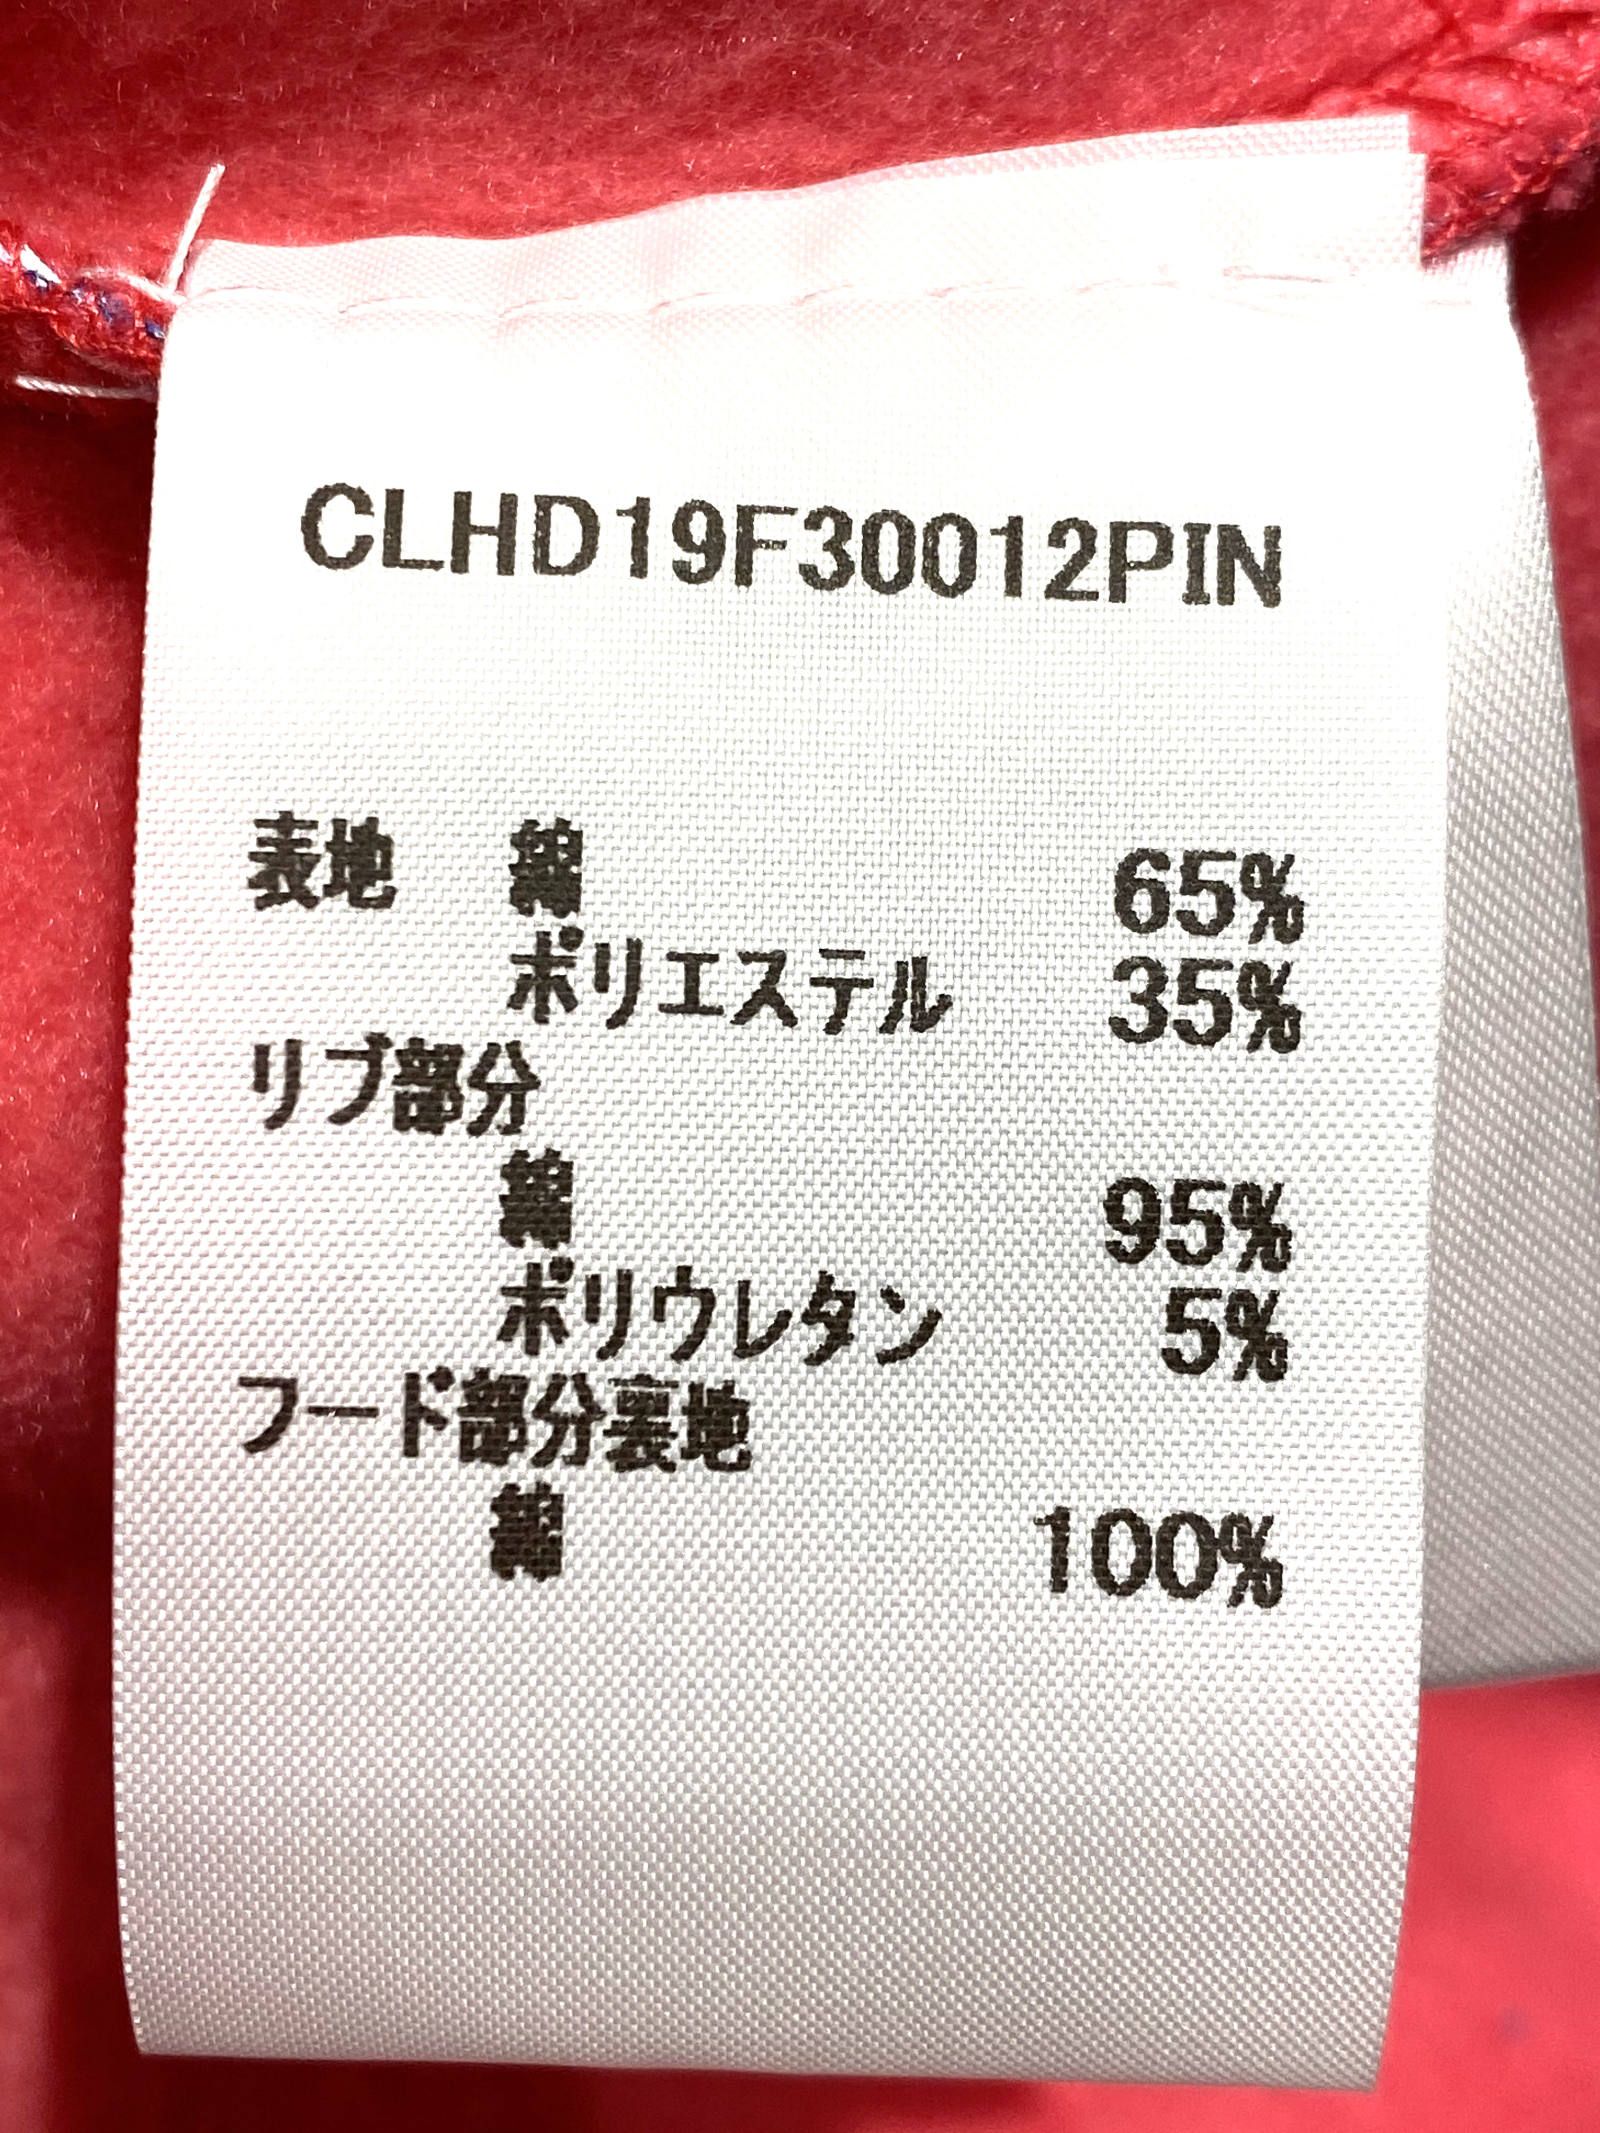 CLHD19F30012PIN
表地 綿 65%
ポリエステル 35%
リブ部分
綿 95%
ポリウレタン 5%
フード部分裏地
綿 100%